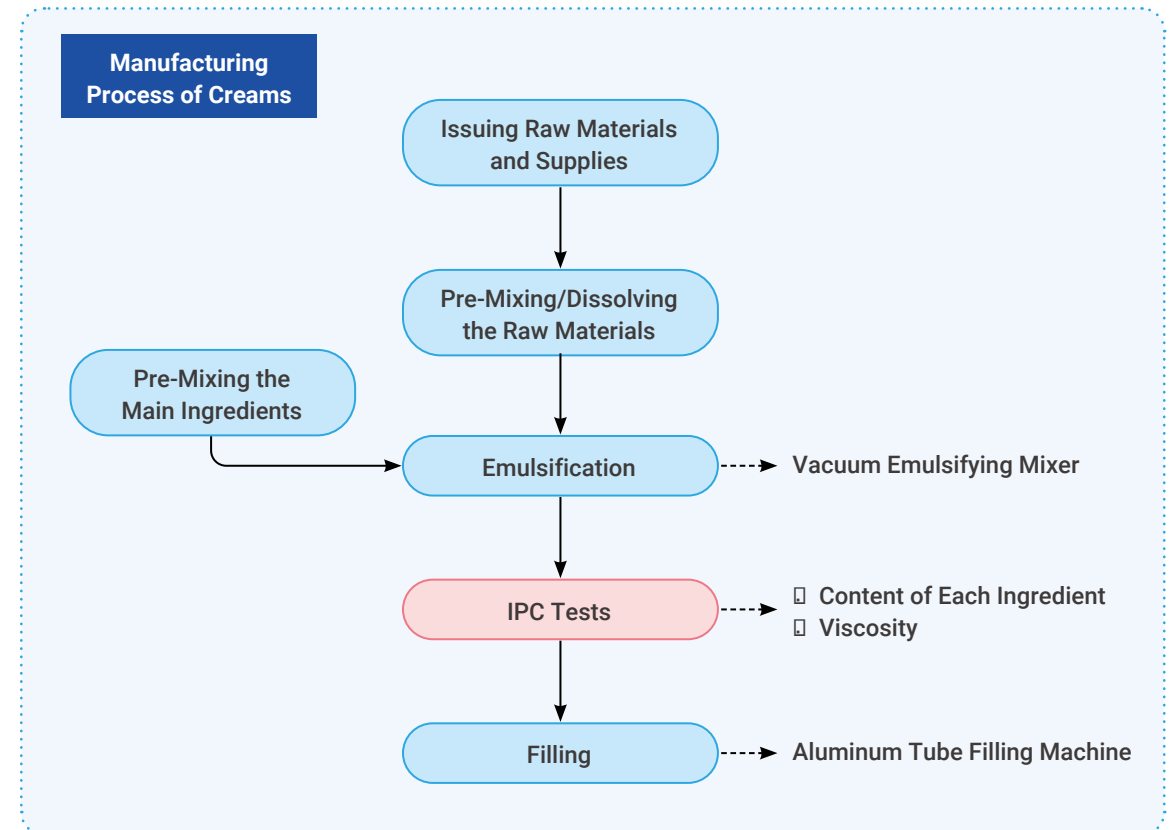 Manufacturing
Process of Creams
Issuing Raw Materials
and Supplies
Pre-Mixing/Dissolving
the Raw Materials
Pre-Mixing the
Main Ingredients
Emulsification
Vacuum Emulsifying Mixer
IPC Tests
Content of Each Ingredient
Viscosity
Filling
Aluminum Tube Filling Machine